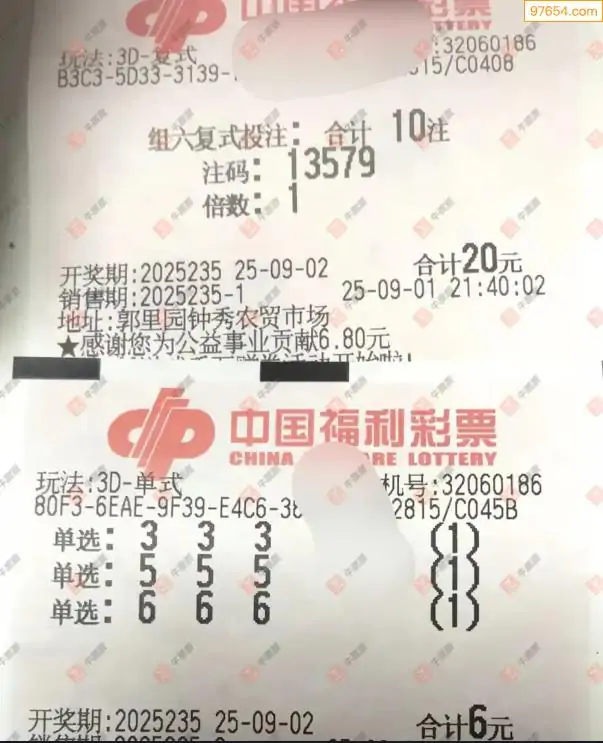 97654.com
玩法:3D-复式
:32060186
B3C3-5D33-3139-
2815/C040B
组六复式投注: 合计 10注
注码: 13579
倍数: 1
开奖期:2025235 25-09-02 合计20元
销售期:2025235-1 25-09-01 21:40:02
地址:郭里园钟秀农贸市场
★感谢您为公益事业贡献6.80元
中国福利彩票
CHINA WELFARE LOTTERY
玩法:3D-单式 机号:32060186
80F3-6EAE-9F39-E4C6-38 2815/C045B
单选: 3 3 3 (1)
单选: 5 5 5 (1)
单选: 6 6 6 (1)
开奖期:2025235 25-09-02 合计6元